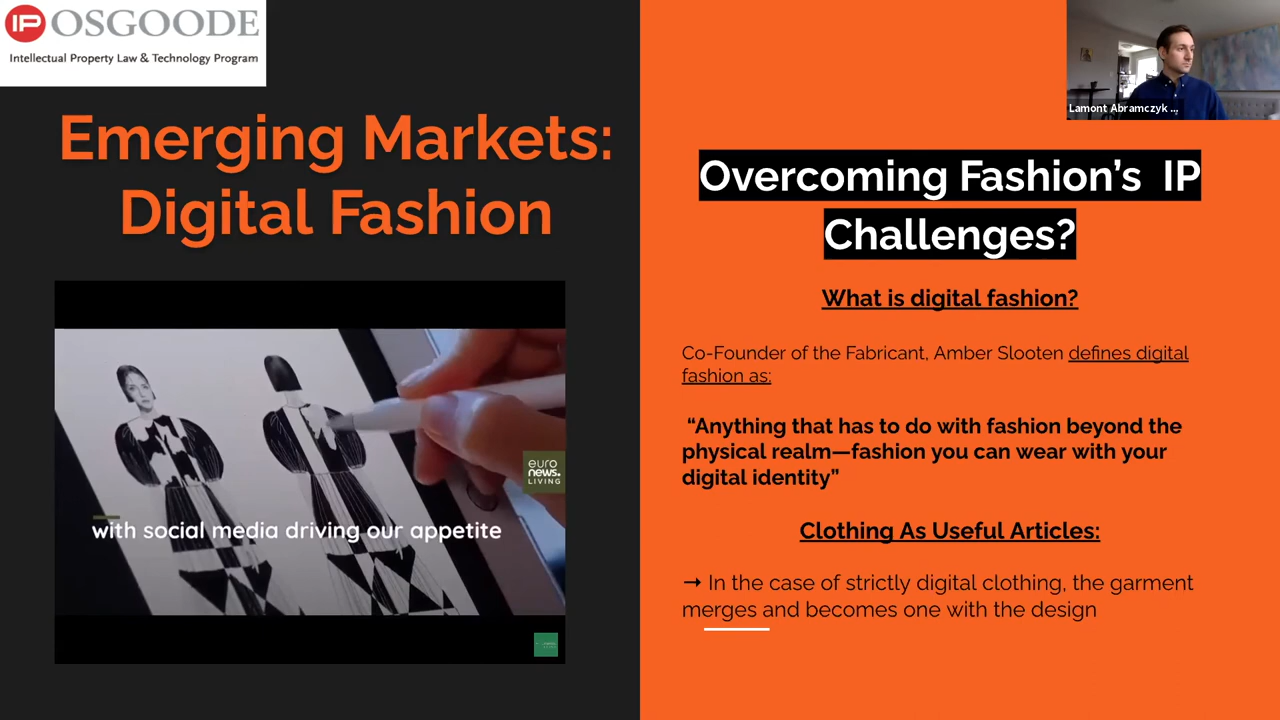 IP OSGOODE
Intellectual Property Law & Technology Program
Emerging Markets:
Digital Fashion
euro
news.
LIVING
with social media driving our appetite
Lamont Abramczyk ...
Overcoming Fashion’s IP
Challenges?
What is digital fashion?
Co-Founder of the Fabricant, Amber Slooten defines digital
fashion as:
“Anything that has to do with fashion beyond the
physical realm—fashion you can wear with your
digital identity”
Clothing As Useful Articles:
→ In the case of strictly digital clothing, the garment
merges and becomes one with the design